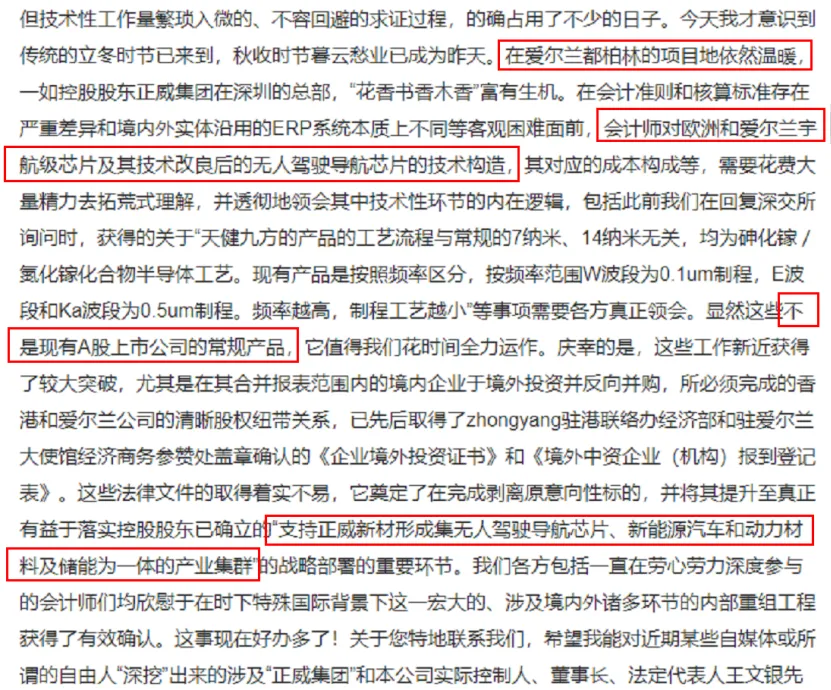 但技术性工作量繁琐入微的、不容回避的求证过程，的确占用了不少的日子。今天我才意识到
传统的立冬时节已来到，秋收时节暮云愁业已成为昨天。在爱尔兰都柏林的项目地依然温暖，
一如控股股东正威集团在深圳的总部，“花香书香木香”富有生机。在会计准则和核算标准存在
严重差异和境内外实体沿用的ERP系统本质上不同等客观困难面前，会计师对欧洲和爱尔兰宇
航级芯片及其技术改良后的无人驾驶导航芯片的技术构造，其对应的成本构成等，需要花费大
量精力去拓荒式理解，并透彻地领会其中技术性环节的内在逻辑，包括此前我们在回复深交所
询问时，获得的关于“天健九方的产品的工艺流程与常规的7纳米、14纳米无关，均为砷化镓／
氮化镓化合物半导体工艺。现有产品是按照频率区分，按频率范围W波段为0.1um制程，E波
段和Ka波段为0.5um制程。频率越高，制程工艺越小”等事项需要各方真正领会。显然这些不
是现有A股上市公司的常规产品，它值得我们花时间全力运作。庆幸的是，这些工作新近获得
了较大突破，尤其是在其合并报表范围内的境内企业于境外投资并反向并购，所必须完成的香
港和爱尔兰公司的清晰股权纽带关系，已先后取得了zhongyang驻港联络办经济部和驻爱尔兰
大使馆经济商务参赞处盖章确认的《企业境外投资证书》和《境外中资企业（机构）报到登记
表》。这些法律文件的取得着实不易，它奠定了在完成剥离原意向性标的，并将其提升至真正
有益于落实控股股东已确立的“支持正威新材形成集无人驾驶导航芯片、新能源汽车和动力材
料及储能为一体的产业集群”的战略部署的重要环节。我们各方包括一直在劳心劳力深度参与
的会计师们均欣慰于在时下特殊国际背景下这一宏大的、涉及境内外诸多环节的内部重组工程
获得了有效确认。这事现在好办多了！关于您特地联系我们，希望我能对近期某些自媒体或所
谓的自由人“深挖”出来的涉及“正威集团”和本公司实际控制人、董事长、法定代表人王文银先